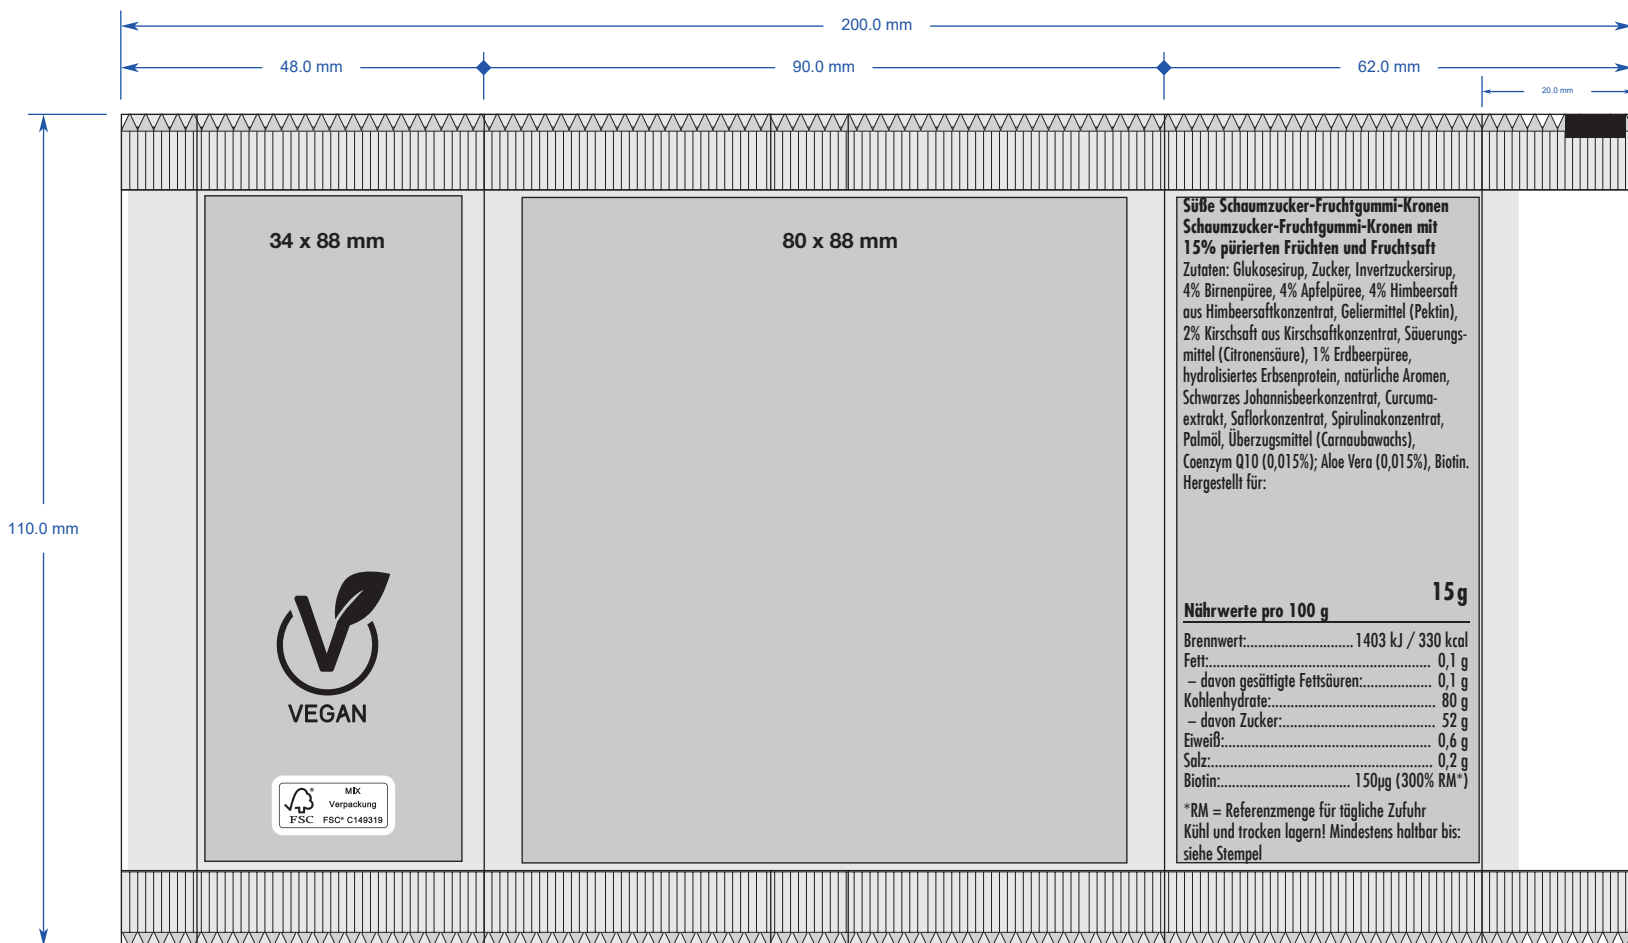 200.0 mm
48.0 mm
90.0 mm
62.0 mm
20.0 mm
110.0 mm
34 x 88 mm
VEGAN
MIX
Verpackung
FSC
FSC® C149319
80 x 88 mm
Süße Schaumzucker-Fruchtgummi-Kronen
Schaumzucker-Fruchtgummi-Kronen mit
15% pürierten Früchten und Fruchtsaft
Zutaten: Glukosesirup, Zucker, Invertzuckersirup,
4% Birnenpüree, 4% Apfelpüree, 4% Himbeersaft
aus Himbeersaftkonzentrat, Geliermittel (Pektin),
2% Kirschsaft aus Kirschsaftkonzentrat, Säuerungs-
mittel (Citronensäure), 1% Erdbeerpüree,
hydrolisiertes Erbsenprotein, natürliche Aromen,
Schwarzes Johannisbeerkonzentrat, Curcuma-
extrakt, Saflorkonzentrat, Spirulinakonzentrat,
Palmöl, Überzugsmittel (Carnaubawachs),
Coenzym Q10 (0,015%); Aloe Vera (0,015%), Biotin.
Hergestellt für:
15g
Nährwerte pro 100 g
Brennwert:............................ 1403 kJ / 330 kcal
Fett:.......................................................... 0,1 g
– davon gesättigte Fettsäuren:.................. 0,1 g
Kohlenhydrate:........................................... 80 g
– davon Zucker:........................................ 52 g
Eiweiß:...................................................... 0,6 g
Salz:.......................................................... 0,2 g
Biotin:.................................. 150µg (300% RM*)
*RM = Referenzmenge für tägliche Zufuhr
Kühl und trocken lagern! Mindestens haltbar bis:
siehe Stempel